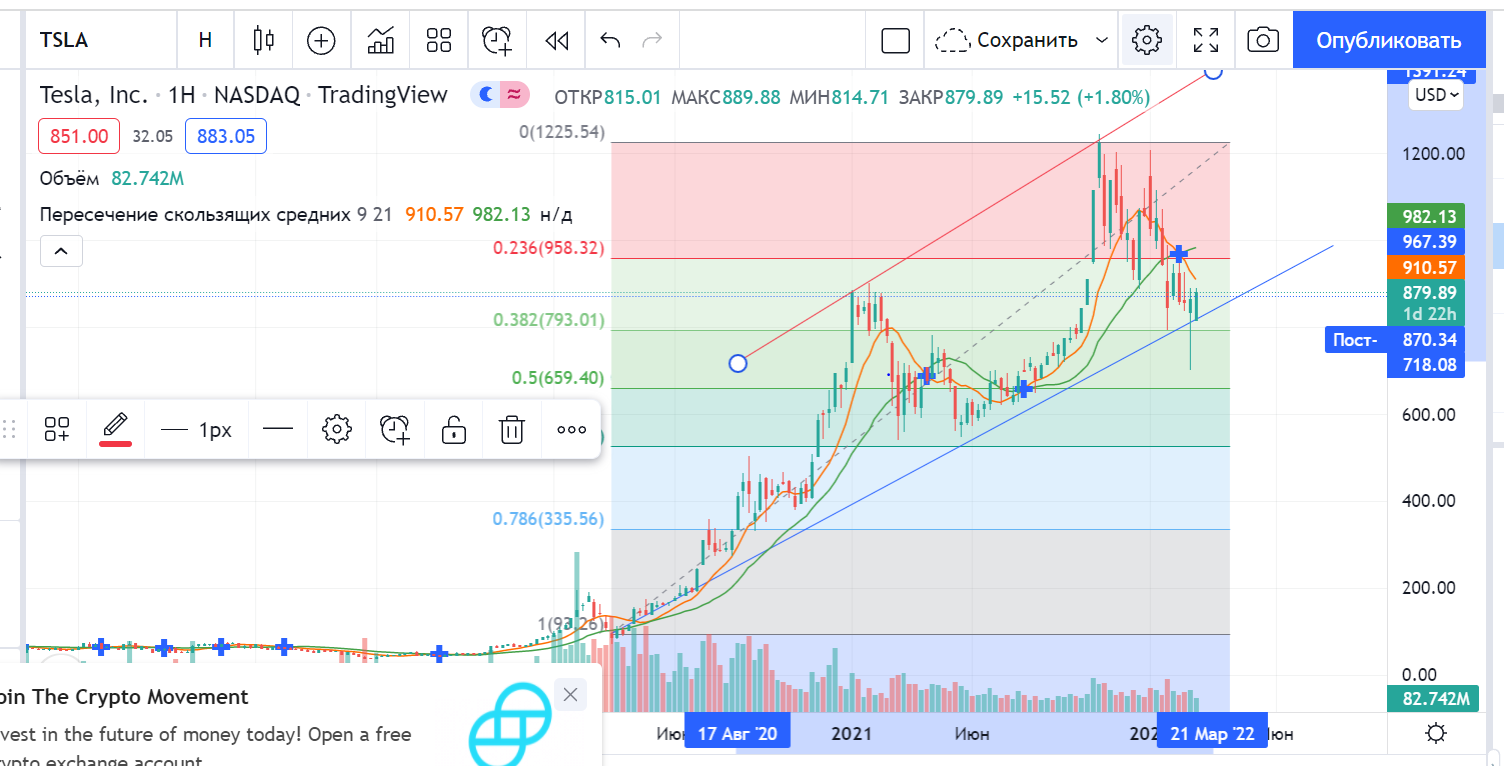 TSLA
Н
Сохранить
Опубликовать
Tesla, Inc. · 1Н · NASDAQ · TradingView
ОТКР815.01 МАКС889.88 МИН814.71 ЗАКР879.89 +15.52 (+1.80%)
1391.24
USD
851.00 32.05 883.05
0(1225.54)
1200.00
Объём 82.742M
Пересечение скользящих средних 9 21 910.57 982.13 н/д
982.13
967.39
0.236(958.32)
910.57
879.89
1d 22h
0.382(793.01)
Пост- 870.34
718.08
0.5(659.40)
600.00
1px
400.00
0.786(335.56)
200.00
1(93.26)
0.00
82.742M
oin The Crypto Movement
vest in the future of money today! Open a free
rypto exchange account
Июн 17 Авг '20 2021 Июн 202 21 Мар '22 Июн